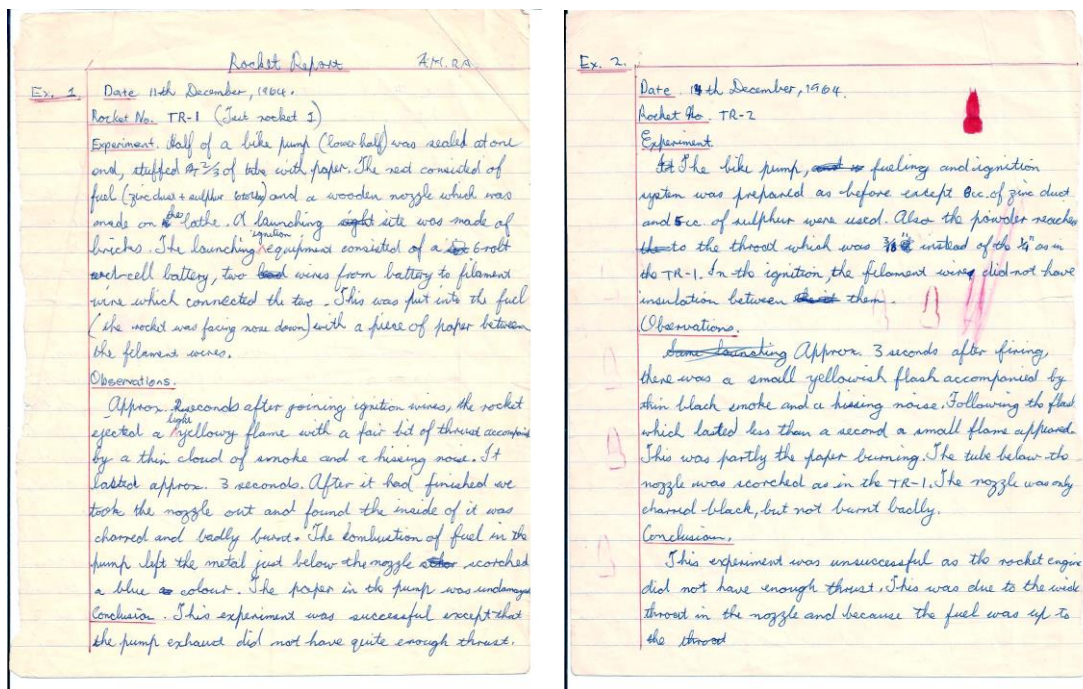 Rocket Report
Ex. 1 Date 11th December, 1964.
Rocket No. TR-1 (Test rocket 1)
Experiment. Half of a bike pump (lower half) was sealed at one
end, stuffed 2/3 of tube with paper. The rest consisted of
fuel (zinc dust + sulphur) and a wooden nozzle which was
made on the lathe. A launching site was made of
bricks. The launching ignition equipment consisted of a 6 volt
wet-cell battery, two wires from battery to filament
wire which connected the two. This was put into the fuel
(the rocket was facing nose down) with a piece of paper between
the filament wires.
Observations.
Approx. seconds after joining ignition wires, the rocket
ejected a light yellowy flame with a fair bit of thrust
by a thin cloud of smoke and a hissing noise. It
lasted approx. 3 seconds. After it had finished we
took the nozzle out and found the inside of it was
charred and badly burnt. The combustion of fuel in the
pump left the metal just below the nozzle scorched
a blue colour. The paper in the pump was undamaged
Conclusion. This experiment was successful except that
the pump exhaust did not have quite enough thrust.
Ex. 2.
Date. 14th December, 1964.
Rocket No. TR-2
Experiment.
The bike pump, fueling and ignition
system was prepared as before except 8cc. of zinc dust
and 5cc. of sulphur were used. Also the powder reaches
to the throat which was 3/8" instead of the 1/4" as in
the TR-1. In the ignition, the filament wires did not have
insulation between them.
Observations.
Same launching Approx. 3 seconds after firing,
there was a small yellowish flash accompanied by
thin black smoke and a hissing noise. Following the flash
which lasted less than a second a small flame appeared.
This was partly the paper burning. The tube below the
nozzle was scorched as in the TR-1. The nozzle was only
charred black, but not burnt badly.
Conclusion.
This experiment was unsuccessful as the rocket engine
did not have enough thrust. This was due to the wide
throat in the nozzle and because the fuel was up to
the throat